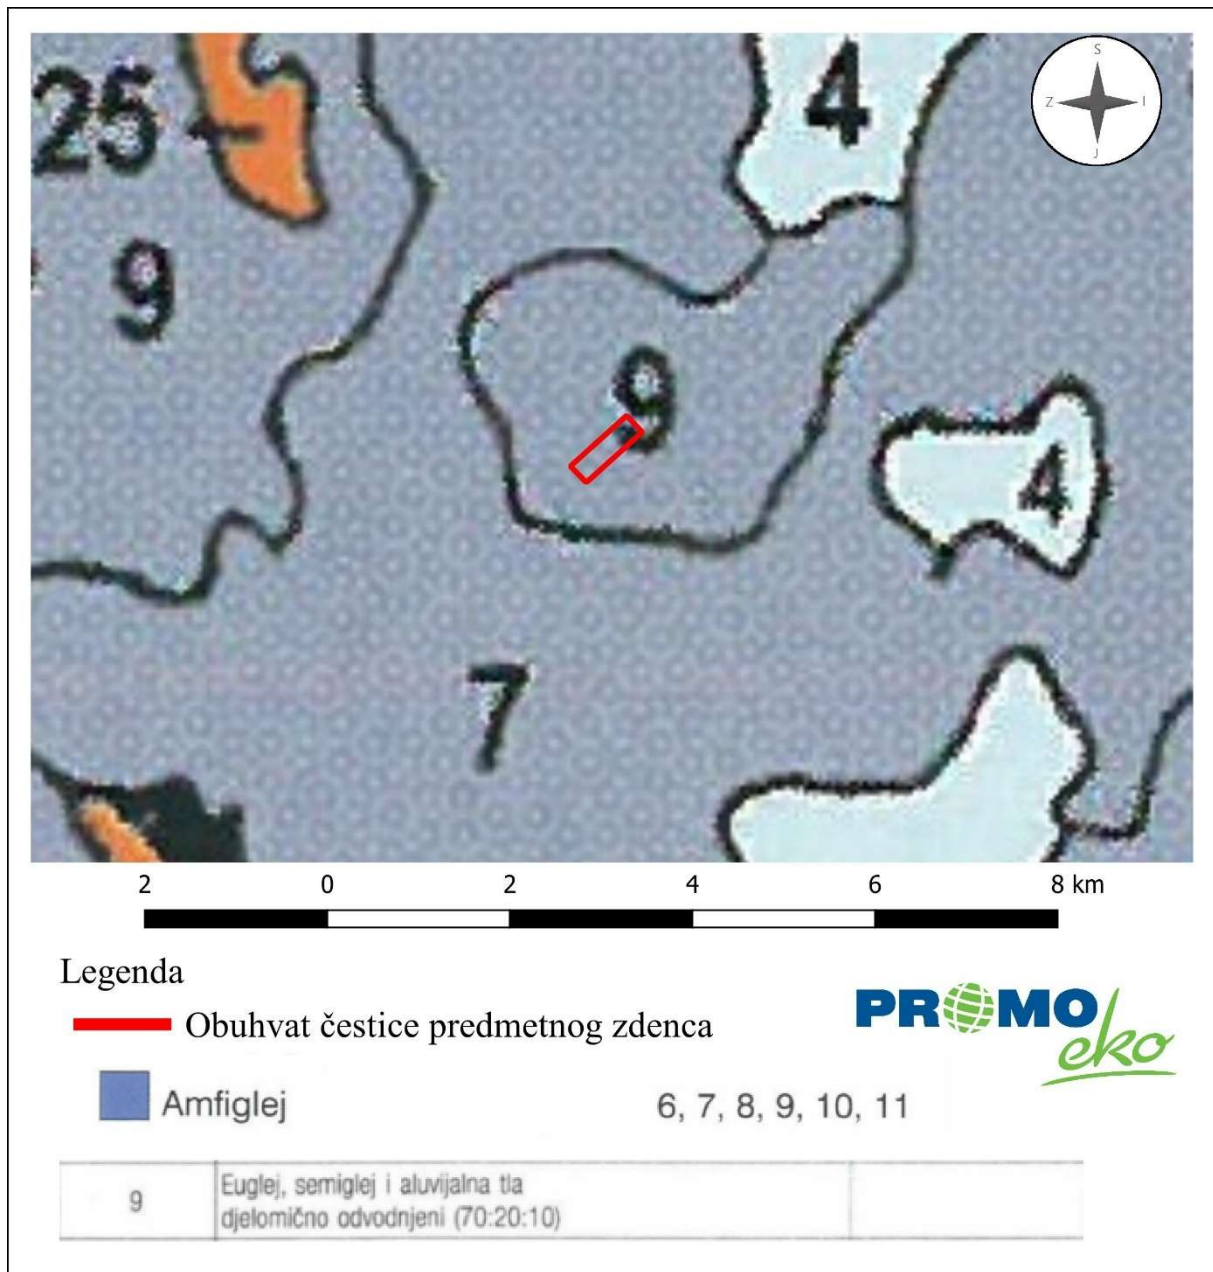 S
4
25
Z I
J
9
9
4
7
2 0 2 4 6 8 km
Legenda
Obuhvat čestice predmetnog zdenca
PROMO
eko
Amfiglej 6, 7, 8, 9, 10, 11
9
Euglej, semiglej i aluvijalna tla
djelomično odvodnjeni (70:20:10)